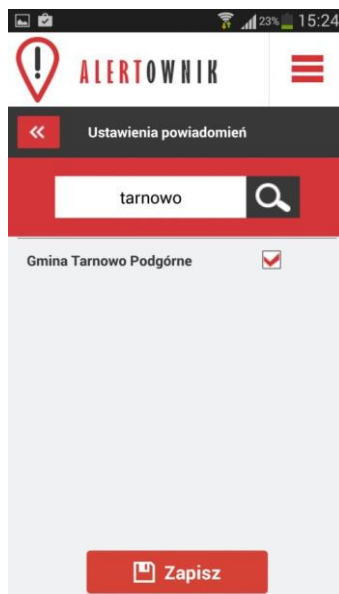 23% 15:24
ALERTOWNIK
Ustawienia powiadomień
tarnowo
Gmina Tarnowo Podgórne
Zapisz